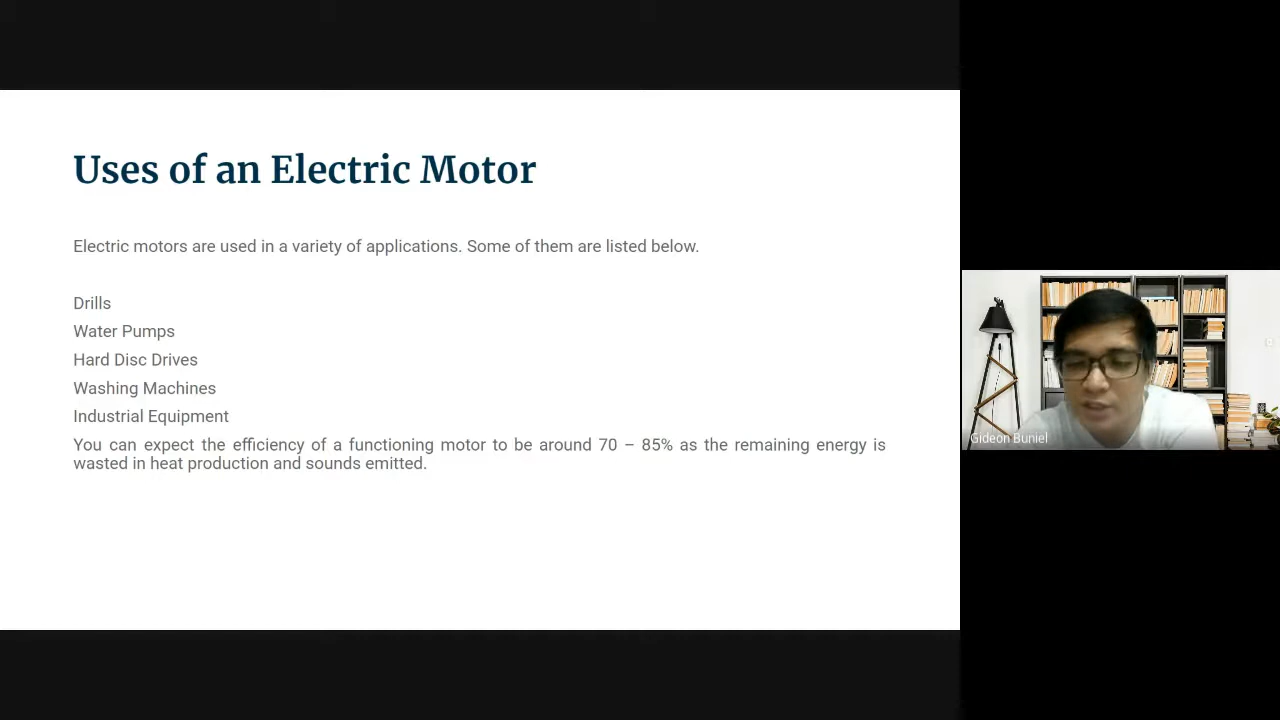 Uses of an Electric Motor
Electric motors are used in a variety of applications. Some of them are listed below.
Drills
Water Pumps
Hard Disc Drives
Washing Machines
Industrial Equipment
You can expect the efficiency of a functioning motor to be around 70 – 85% as the remaining energy is
wasted in heat production and sounds emitted.
Gideon Buniel